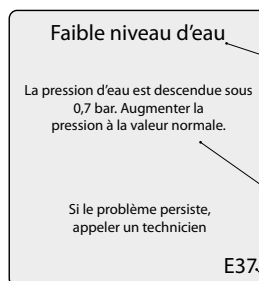 Faible niveau d'eau
La pression d'eau est descendue sous
0,7 bar. Augmenter la
pression à la valeur normale.
Si le problème persiste,
appeler un technicien
E37